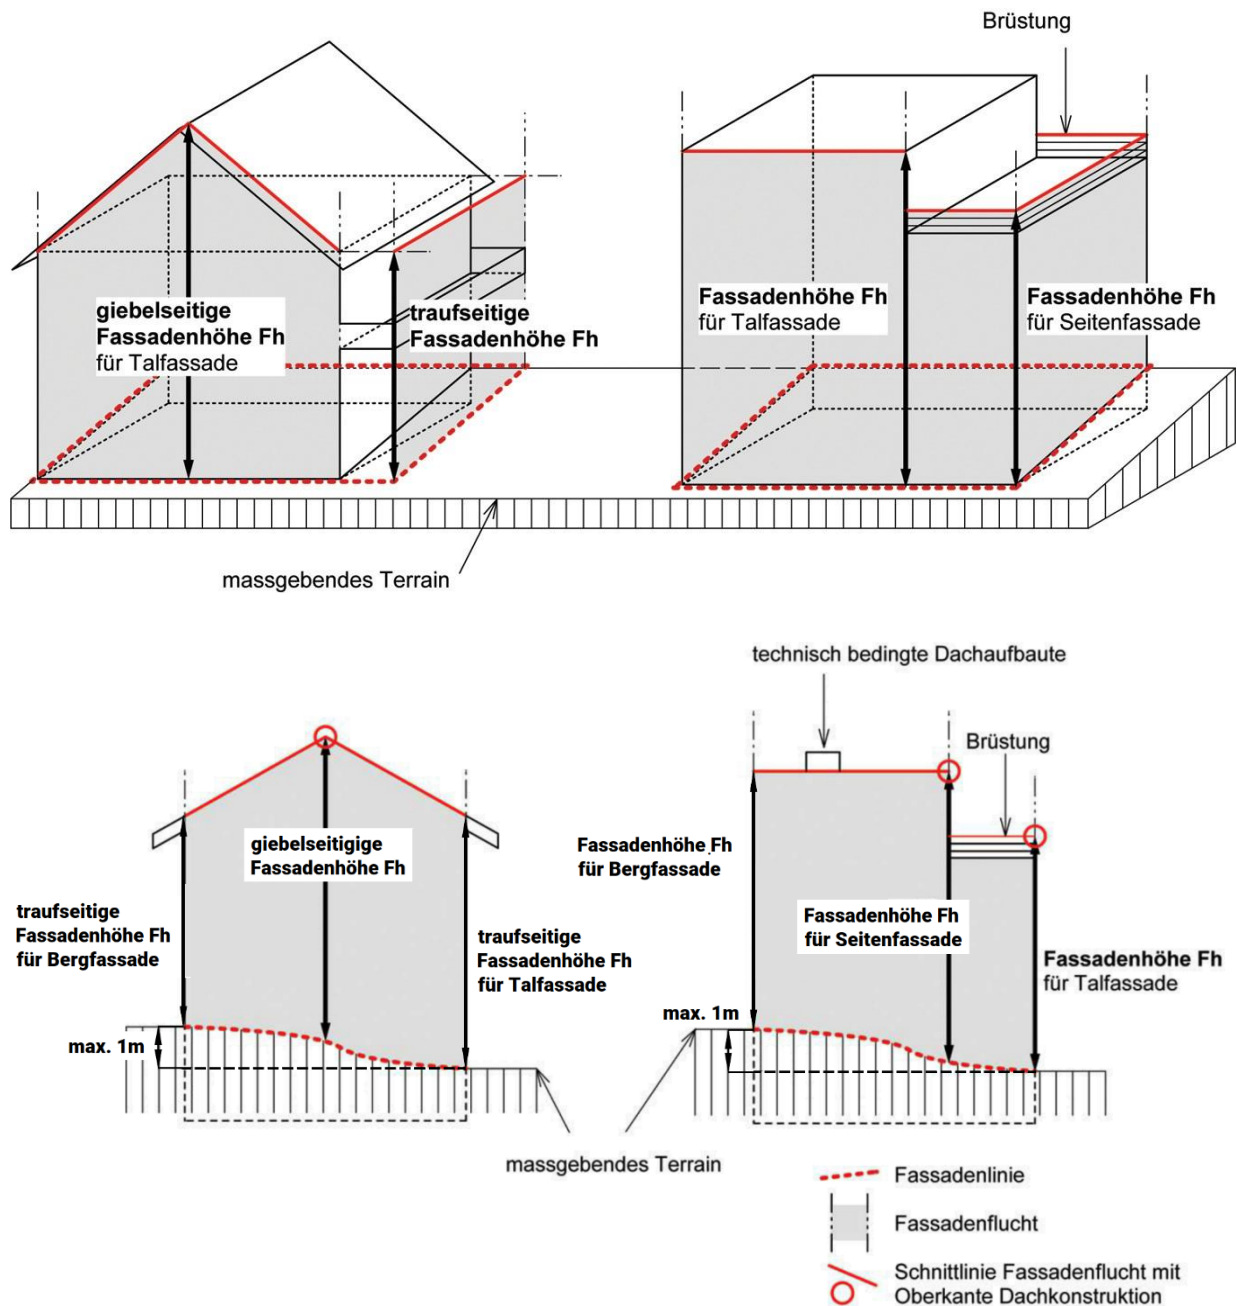 Brüstung
giebelseitige
Fassadenhöhe Fh
für Talfassade
traufseitige
Fassadenhöhe Fh
Fassadenhöhe Fh
für Talfassade
Fassadenhöhe Fh
für Seitenfassade
massgebendes Terrain
technisch bedingte Dachaufbaute
Brüstung
giebelseitigige
Fassadenhöhe Fh
Fassadenhöhe Fh
für Bergfassade
traufseitige
Fassadenhöhe Fh
für Bergfassade
traufseitige
Fassadenhöhe Fh
für Talfassade
Fassadenhöhe Fh
für Seitenfassade
Fassadenhöhe Fh
für Talfassade
max. 1m
max. 1m
massgebendes Terrain
Fassadenlinie
Fassadenflucht
Schnittlinie Fassadenflucht mit
Oberkante Dachkonstruktion